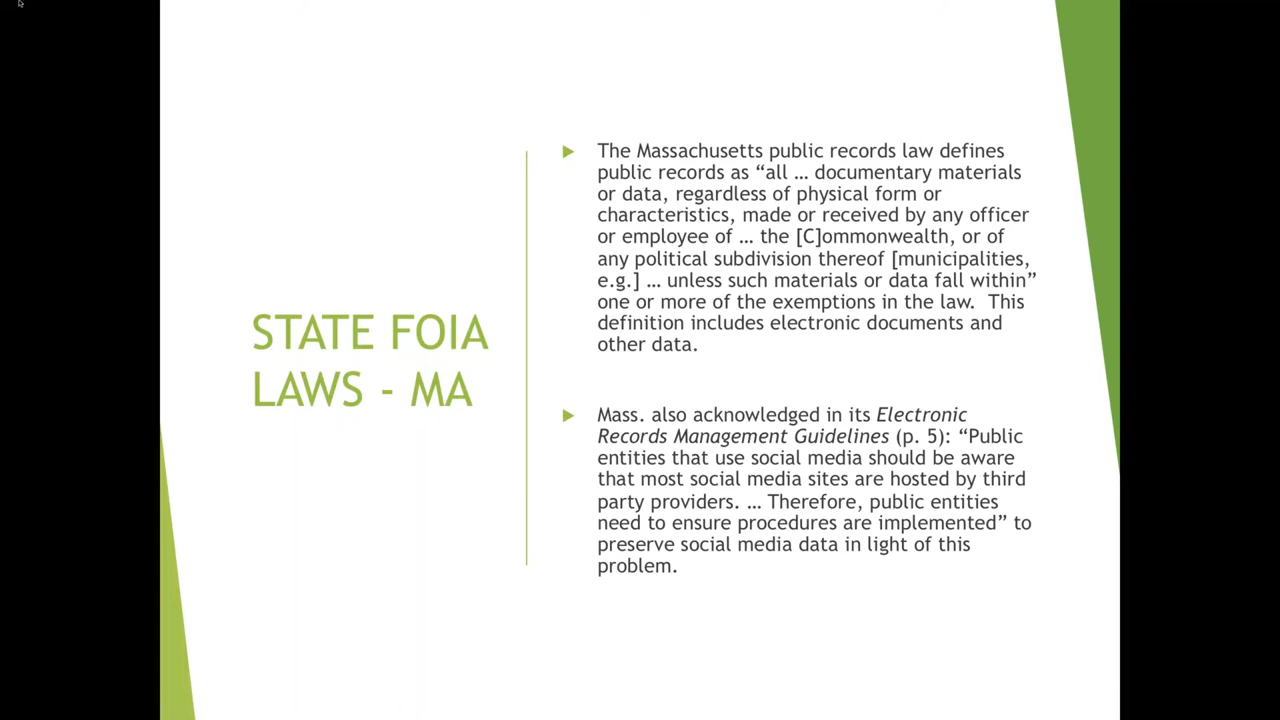 STATE FOIA
LAWS - MA
The Massachusetts public records law defines
public records as “all … documentary materials
or data, regardless of physical form or
characteristics, made or received by any officer
or employee of … the [C]ommonwealth, or of
any political subdivision thereof [municipalities,
e.g.] … unless such materials or data fall within”
one or more of the exemptions in the law.  This
definition includes electronic documents and
other data.
Mass. also acknowledged in its Electronic
Records Management Guidelines (p. 5): “Public
entities that use social media should be aware
that most social media sites are hosted by third
party providers. … Therefore, public entities
need to ensure procedures are implemented” to
preserve social media data in light of this
problem.